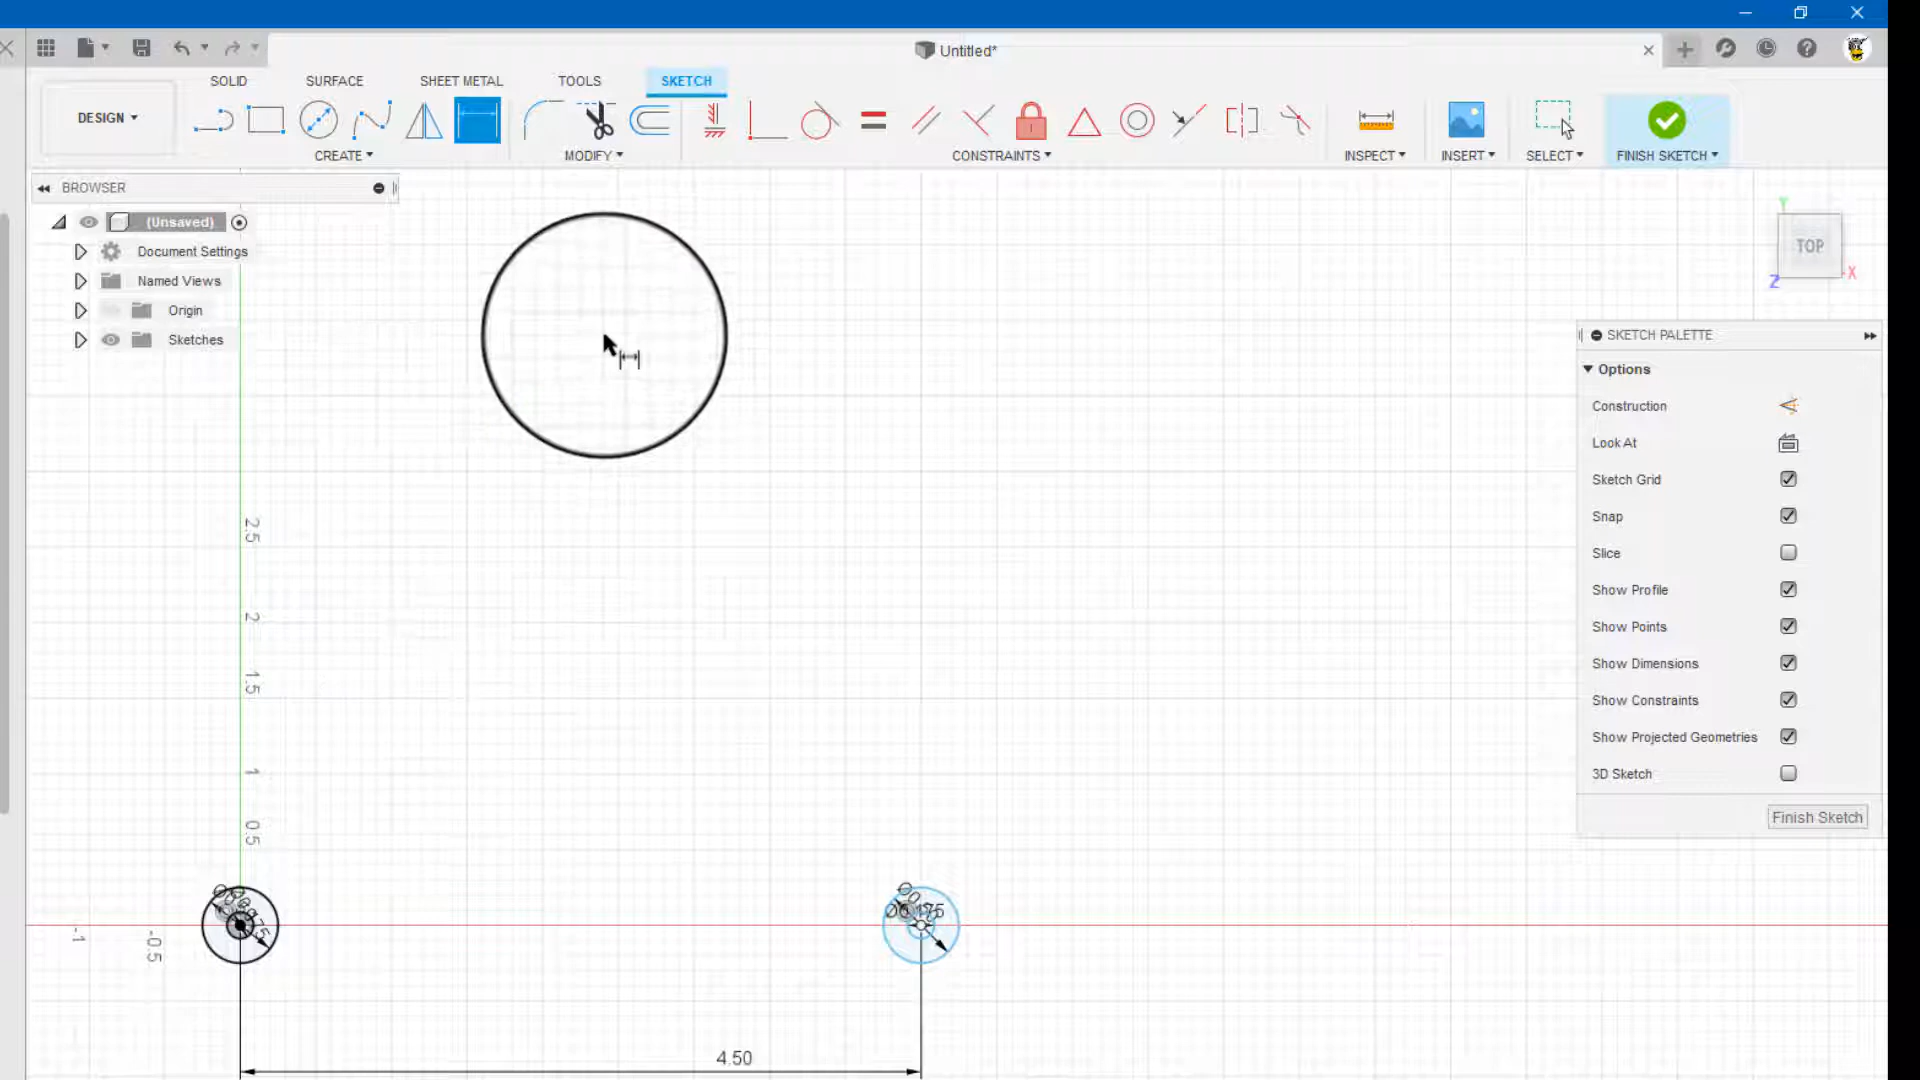 Untitled*
SOLID
SURFACE
SHEET METAL
TOOLS
SKETCH
DESIGN
CREATE
MODIFY
CONSTRAINTS
INSPECT
INSERT
SELECT
FINISH SKETCH
BROWSER
(Unsaved)
Document Settings
Named Views
Origin
Sketches
TOP
Y
X
Z
SKETCH PALETTE
Options
Construction
Look At
Sketch Grid
Snap
Slice
Show Profile
Show Points
Show Dimensions
Show Constraints
Show Projected Geometries
3D Sketch
Finish Sketch
2.5
2
1.5
1
0.5
-1
-0.5
4.50